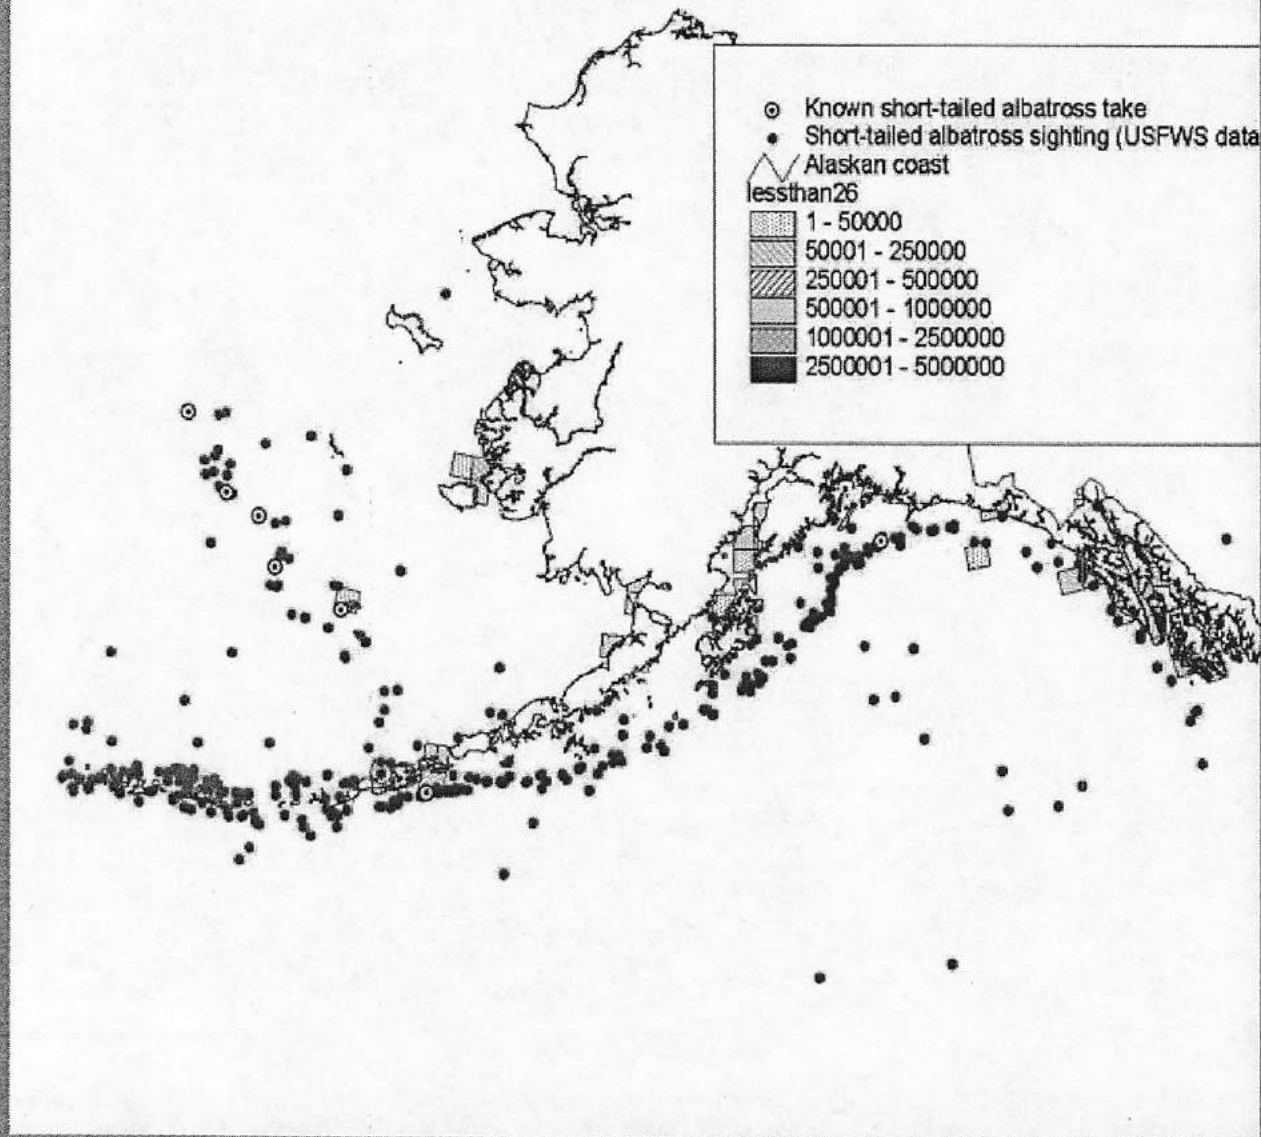 Known short-tailed albatross take
Short-tailed albatross sighting (USFWS data
Alaskan coast
lessthan26
1 - 50000
50001 - 250000
250001 - 500000
500001 - 1000000
1000001 - 2500000
2500001 - 5000000